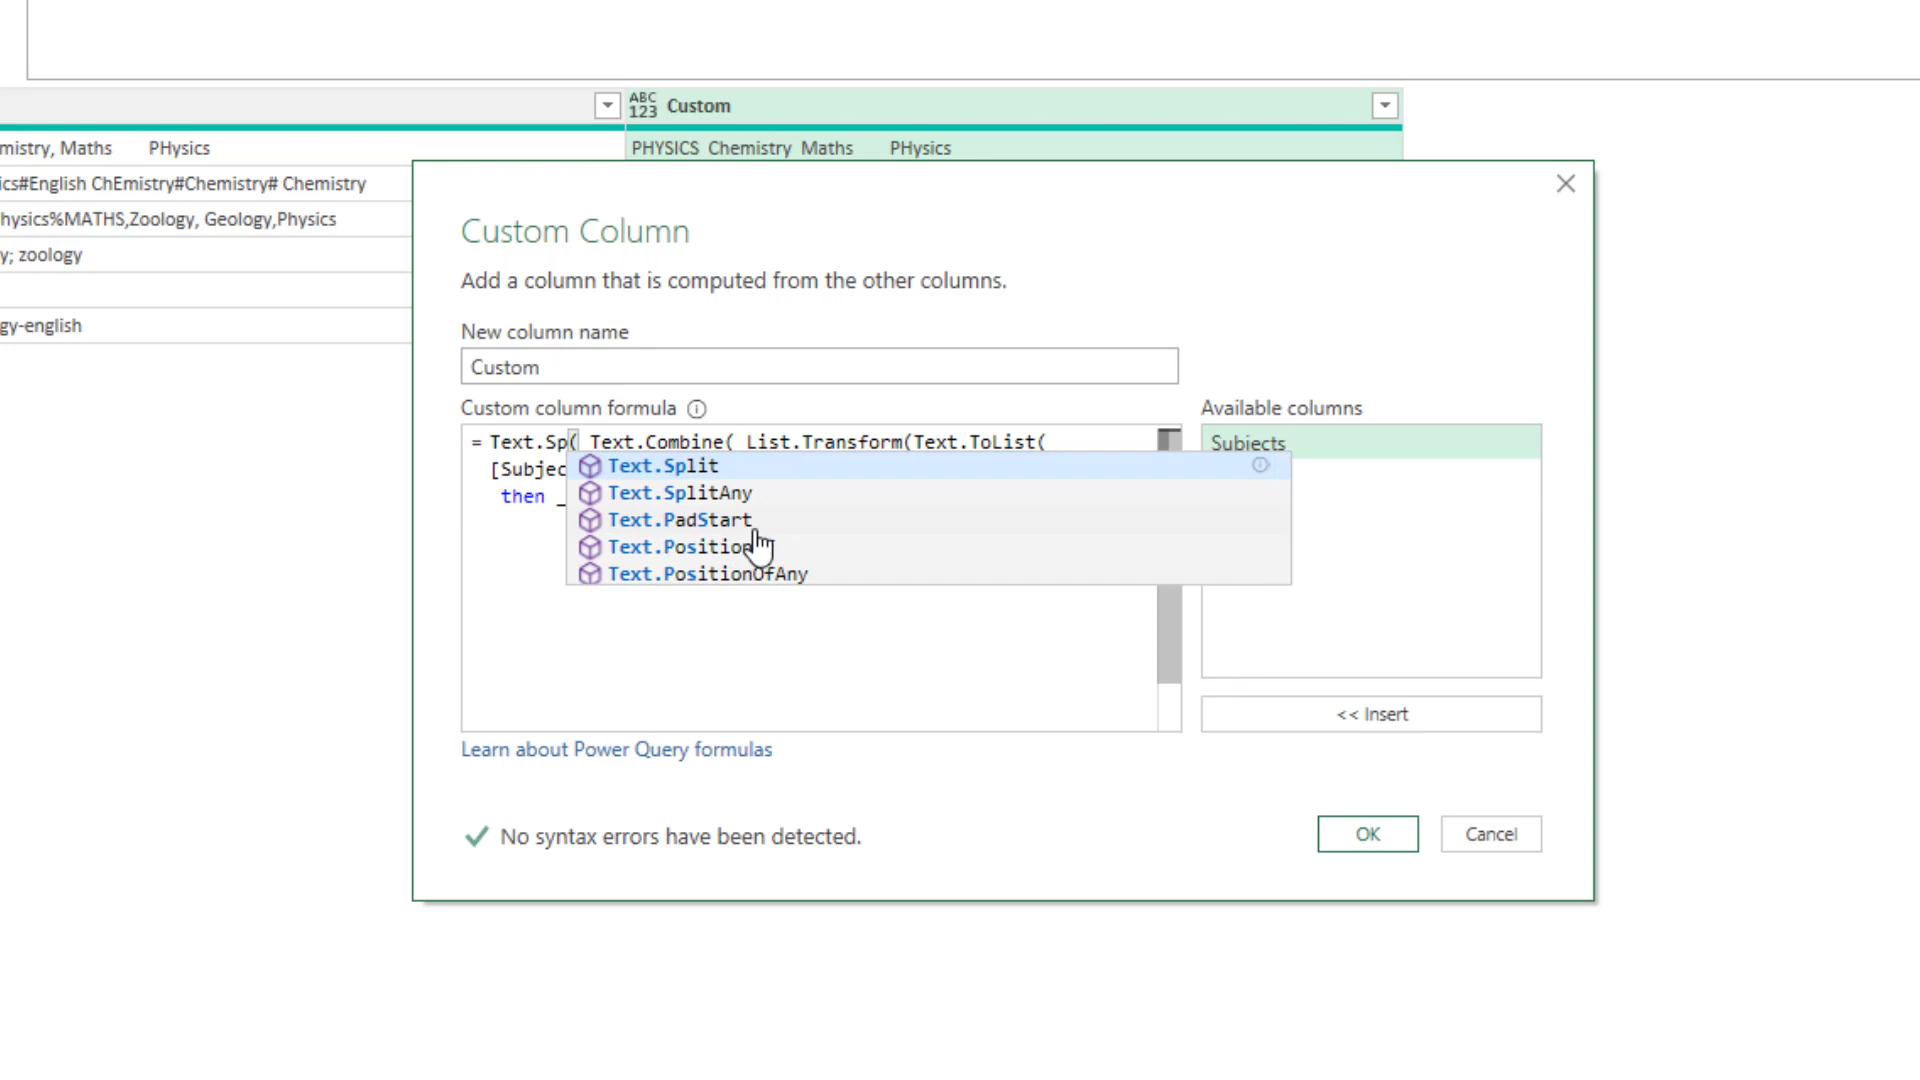 ABC
123 Custom
mistry, Maths PHysics
PHYSICS Chemistry Maths PHysics
ics#English ChEmistry#Chemistry# Chemistry
hysics%MATHS,Zoology, Geology,Physics
y; zoology
gy-english
Custom Column
Add a column that is computed from the other columns.
New column name
Custom
Custom column formula
Available columns
= Text.Sp( Text.Combine( List.Transform(Text.ToList(
Subjects
[Subjec
then _
Text.Split
Text.SplitAny
Text.PadStart
Text.Position
Text.PositionOfAny
<< Insert
Learn about Power Query formulas
No syntax errors have been detected.
OK
Cancel